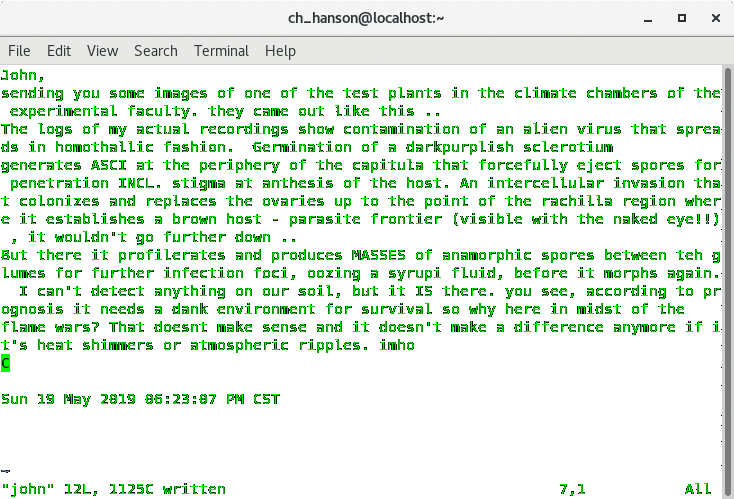 ch_hanson@localhost:~
File Edit View Search Terminal Help
John,
sending you some images of one of the test plants in the climate chambers of the
 experimental faculty. they came out like this ..
The logs of my actual recordings show contamination of an alien virus that sprea
ds in homothallic fashion.  Germination of a darkpurplish sclerotium
generates ASCI at the periphery of the capitula that forcefully eject spores for
 penetration INCL. stigma at anthesis of the host. An intercellular invasion tha
t colonizes and replaces the ovaries up to the point of the rachilla region wher
e it establishes a brown host - parasite frontier (visible with the naked eye!!)
 , it wouldn't go further down ..
But there it profilerates and produces MASSES of anamorphic spores between teh g
lumes for further infection foci, oozing a syrupi fluid, before it morphs again.
  I can't detect anything on our soil, but it IS there. you see, according to pr
ognosis it needs a dank environment for survival so why here in midst of the
flame wars? That doesnt make sense and it doesn't make a difference anymore if i
t's heat shimmers or atmospheric ripples. imho
C
Sun 19 May 2019 06:23:07 PM CST
~
"john" 12L, 1125C written 7,1 All